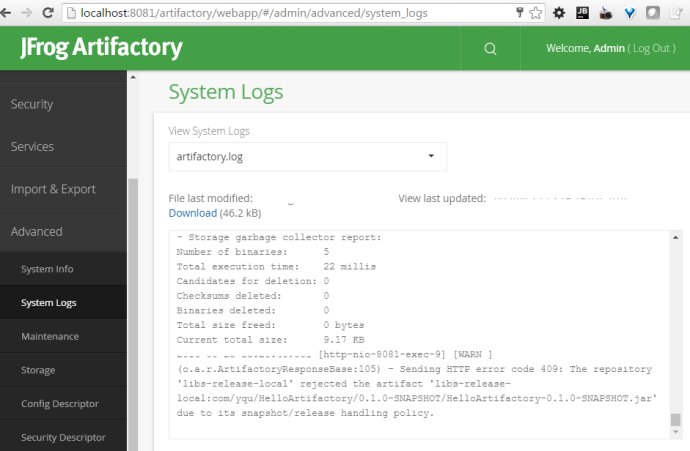 localhost:8081/artifactory/webapp/#/admin/advanced/system_logs
JFrog Artifactory
Welcome, Admin ( Log Out )
Security
Services
Import & Export
Advanced
System Info
System Logs
Maintenance
Storage
Config Descriptor
Security Descriptor
System Logs
View System Logs
artifactory.log
File last modified:
View last updated:
Download (46.2 kB)
- Storage garbage collector report:
Number of binaries: 5
Total execution time: 22 millis
Candidates for deletion: 0
Checksums deleted: 0
Binaries deleted: 0
Total size freed: 0 bytes
Current total size: 9.17 KB
[http-nio-8081-exec-9] [WARN ]
(o.a.r.ArtifactoryResponseBase:105) - Sending HTTP error code 409: The repository
'libs-release-local' rejected the artifact 'libs-release-
local:com/yqu/HelloArtifactory/0.1.0-SNAPSHOT/HelloArtifactory-0.1.0-SNAPSHOT.jar'
due to its snapshot/release handling policy.